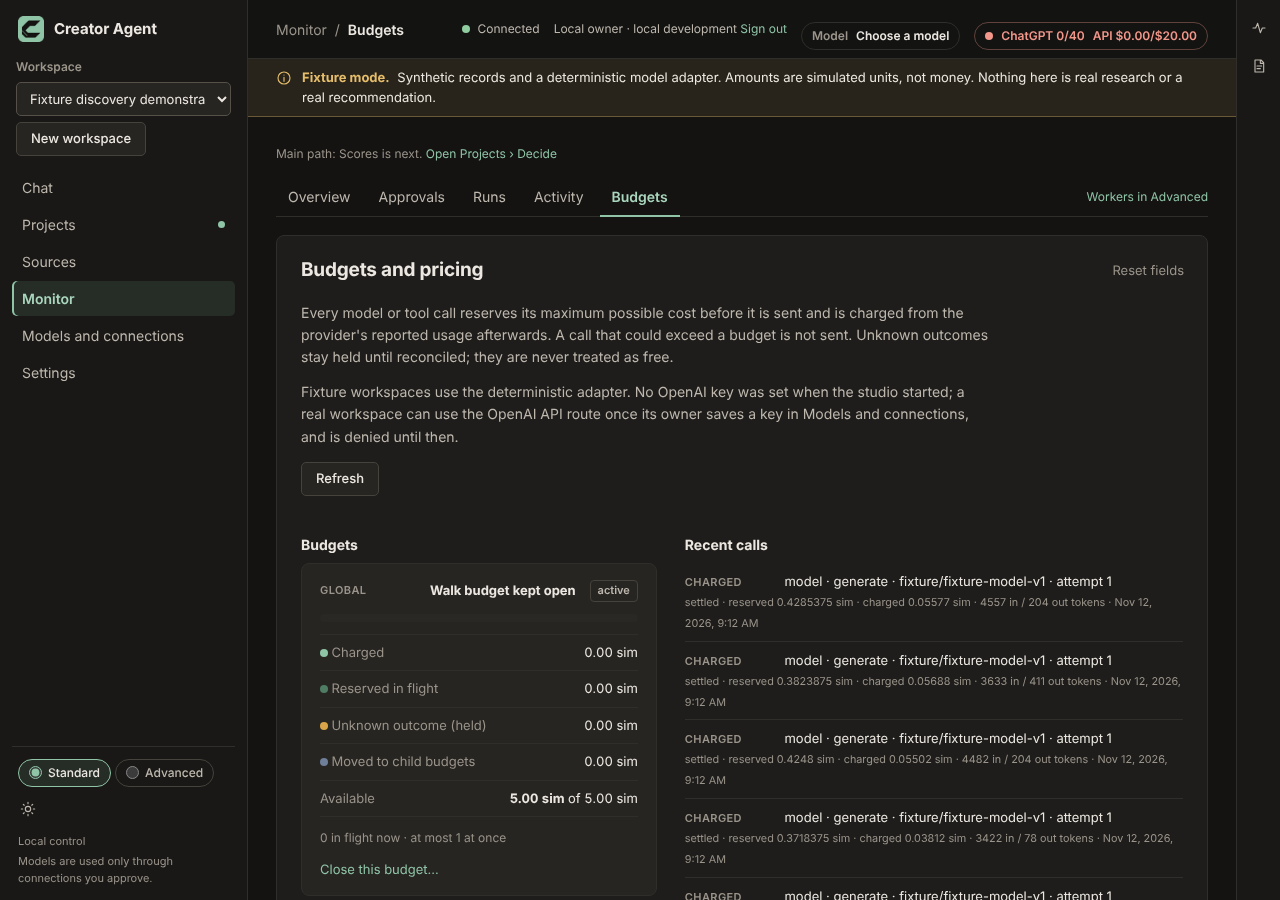 Creator Agent
Workspace
Fixture discovery demonstra
New workspace
Chat
Projects
Sources
Monitor
Models and connections
Settings
Standard
Advanced
Local control
Models are used only through
connections you approve.
Monitor / Budgets
Connected
Local owner · local development Sign out
Model Choose a model
ChatGPT 0/40 API $0.00/$20.00
Fixture mode. Synthetic records and a deterministic model adapter. Amounts are simulated units, not money. Nothing here is real research or a
real recommendation.
Main path: Scores is next. Open Projects › Decide
Overview
Approvals
Runs
Activity
Budgets
Workers in Advanced
Budgets and pricing
Reset fields
Every model or tool call reserves its maximum possible cost before it is sent and is charged from the
provider's reported usage afterwards. A call that could exceed a budget is not sent. Unknown outcomes
stay held until reconciled; they are never treated as free.
Fixture workspaces use the deterministic adapter. No OpenAI key was set when the studio started; a
real workspace can use the OpenAI API route once its owner saves a key in Models and connections,
and is denied until then.
Refresh
Budgets
GLOBAL Walk budget kept open active
Charged 0.00 sim
Reserved in flight 0.00 sim
Unknown outcome (held) 0.00 sim
Moved to child budgets 0.00 sim
Available 5.00 sim of 5.00 sim
0 in flight now · at most 1 at once
Close this budget...
Recent calls
CHARGED model · generate · fixture/fixture-model-v1 · attempt 1
settled · reserved 0.4285375 sim · charged 0.05577 sim · 4557 in / 204 out tokens · Nov 12,
2026, 9:12 AM
CHARGED model · generate · fixture/fixture-model-v1 · attempt 1
settled · reserved 0.3823875 sim · charged 0.05688 sim · 3633 in / 411 out tokens · Nov 12, 2026,
9:12 AM
CHARGED model · generate · fixture/fixture-model-v1 · attempt 1
settled · reserved 0.4248 sim · charged 0.05502 sim · 4482 in / 204 out tokens · Nov 12, 2026,
9:12 AM
CHARGED model · generate · fixture/fixture-model-v1 · attempt 1
settled · reserved 0.3718375 sim · charged 0.03812 sim · 3422 in / 78 out tokens · Nov 12, 2026,
9:12 AM
CHARGED model · generate · fixture/fixture-model-v1 · attempt 1